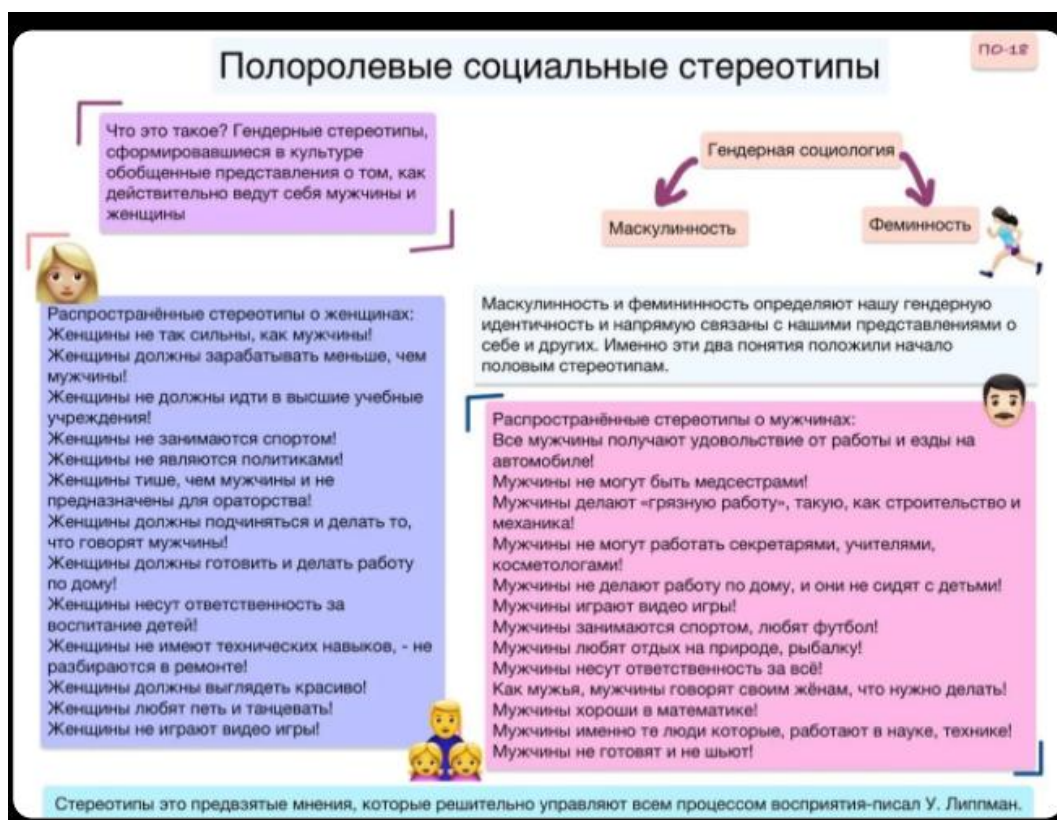 Полоролевые социальные стереотипы
ПО-18
Что это такое? Гендерные стереотипы,
сформировавшиеся в культуре
обобщенные представления о том, как
действительно ведут себя мужчины и
женщины
Гендерная социология
Маскулинность
Феминность
Распространённые стереотипы о женщинах:
Женщины не так сильны, как мужчины!
Женщины должны зарабатывать меньше, чем
мужчины!
Женщины не должны идти в высшие учебные
учреждения!
Женщины не занимаются спортом!
Женщины не являются политиками!
Женщины тише, чем мужчины и не
предназначены для ораторства!
Женщины должны подчиняться и делать то,
что говорят мужчины!
Женщины должны готовить и делать работу
по дому!
Женщины несут ответственность за
воспитание детей!
Женщины не имеют технических навыков, - не
разбираются в ремонте!
Женщины должны выглядеть красиво!
Женщины любят петь и танцевать!
Женщины не играют видео игры!
Маскулинность и фемининность определяют нашу гендерную
идентичность и напрямую связаны с нашими представлениями о
себе и других. Именно эти два понятия положили начало
половым стереотипам.
Распространённые стереотипы о мужчинах:
Все мужчины получают удовольствие от работы и езды на
автомобиле!
Мужчины не могут быть медсестрами!
Мужчины делают «грязную работу», такую, как строительство и
механика!
Мужчины не могут работать секретарями, учителями,
косметологами!
Мужчины не делают работу по дому, и они не сидят с детьми!
Мужчины играют видео игры!
Мужчины занимаются спортом, любят футбол!
Мужчины любят отдых на природе, рыбалку!
Мужчины несут ответственность за всё!
Как мужья, мужчины говорят своим жёнам, что нужно делать!
Мужчины хороши в математике!
Мужчины именно те люди которые, работают в науке, технике!
Мужчины не готовят и не шьют!
Стереотипы это предвзятые мнения, которые решительно управляют всем процессом восприятия-писал У. Липпман.